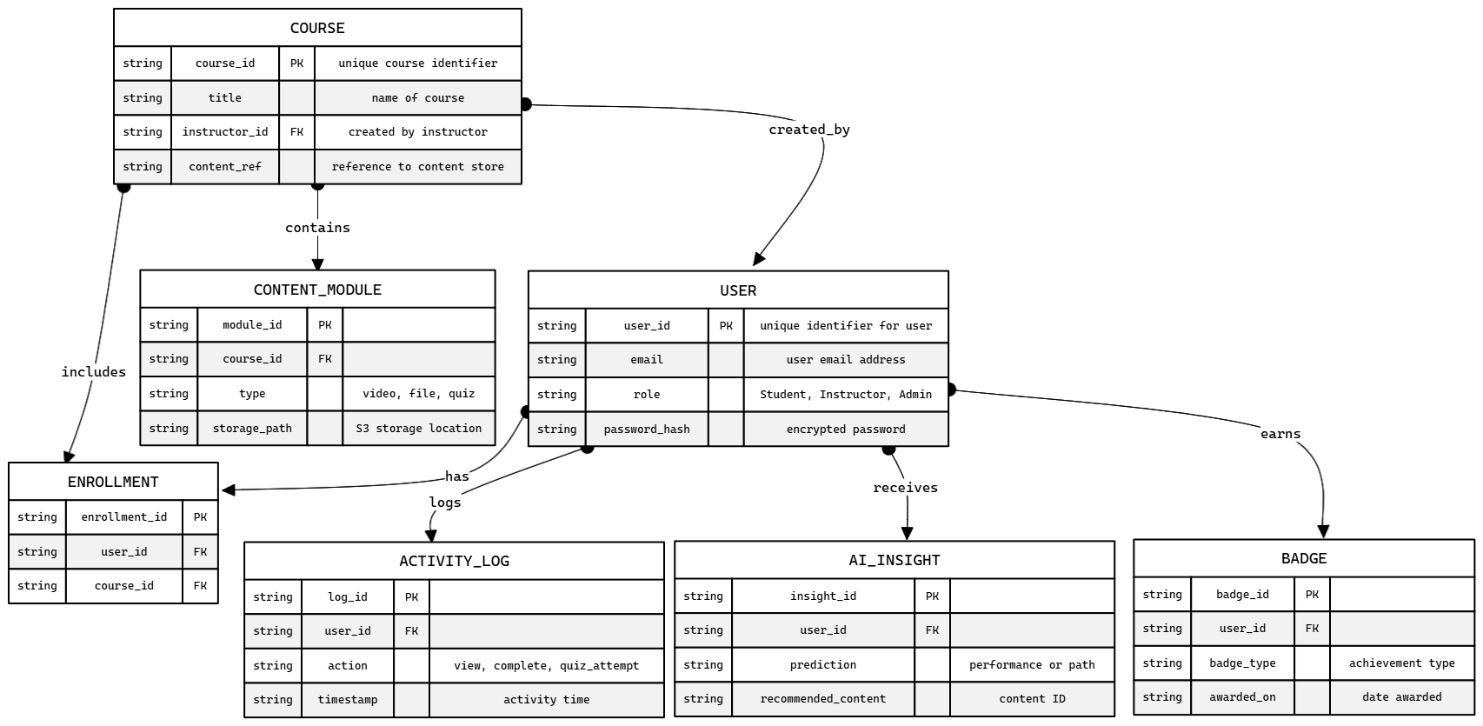 COURSE
string course_id PK unique course identifier
string title name of course
string instructor_id FK created by instructor
string content_ref reference to content store
created_by
contains
includes
CONTENT_MODULE
string module_id PK
string course_id FK
string type video, file, quiz
string storage_path S3 storage location
USER
string user_id PK unique identifier for user
string email user email address
string role Student, Instructor, Admin
string password_hash encrypted password
has
logs
receives
earns
ENROLLMENT
string enrollment_id PK
string user_id FK
string course_id FK
ACTIVITY_LOG
string log_id PK
string user_id FK
string action view, complete, quiz_attempt
string timestamp activity time
AI_INSIGHT
string insight_id PK
string user_id FK
string prediction performance or path
string recommended_content content ID
BADGE
string badge_id PK
string user_id FK
string badge_type achievement type
string awarded_on date awarded